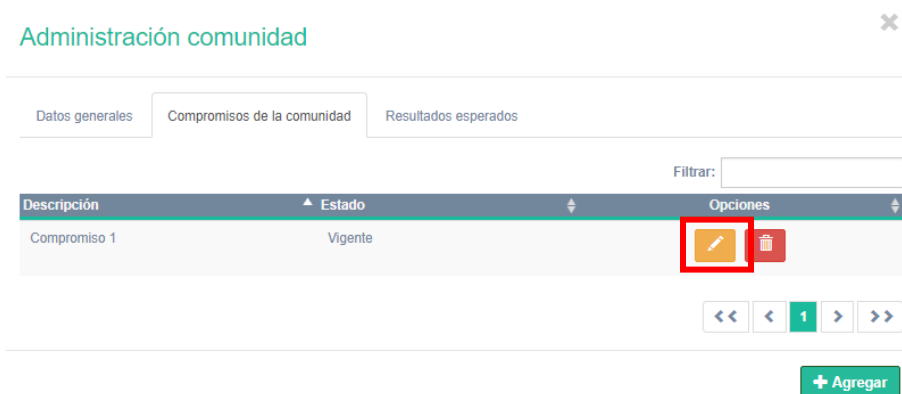 Administración comunidad
Datos generales Compromisos de la comunidad Resultados esperados
Filtrar:
Descripción Estado Opciones
Compromiso 1 Vigente
<< < 1 > >>
+ Agregar